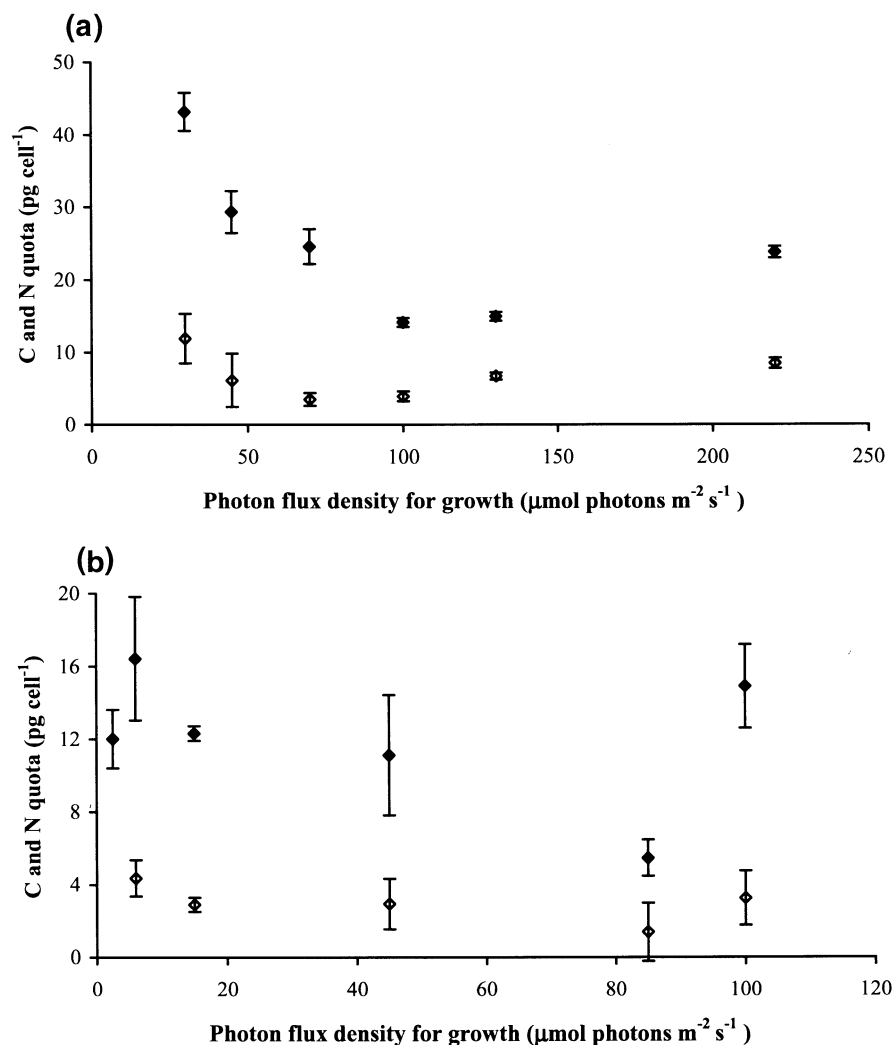 (a)
50
40
30
20
10
0
C and N quota (pg cell⁻¹)
0 50 100 150 200 250
Photon flux density for growth (μmol photons m⁻² s⁻¹ )
(b)
20
16
12
8
4
0
C and N quota (pg cell⁻¹)
0 20 40 60 80 100 120
Photon flux density for growth (μmol photons m⁻² s⁻¹ )